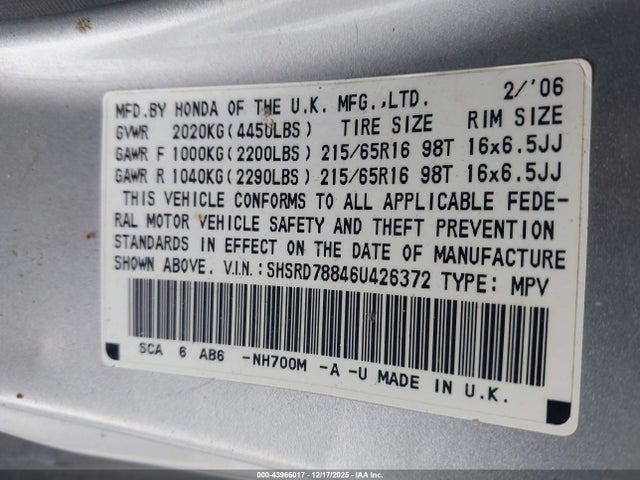 MFD.BY HONDA OF THE U.K. MFG.,LTD. 2/'06
GVWR 2020KG(4450LBS) TIRE SIZE RIM SIZE
GAWR F 1000KG(2200LBS) 215/65R16 98T 16x6.5JJ
GAWR R 1040KG(2290LBS) 215/65R16 98T 16x6.5JJ
THIS VEHICLE CONFORMS TO ALL APPLICABLE FEDE-
RAL MOTOR VEHICLE SAFETY AND THEFT PREVENTION
STANDARDS IN EFFECT ON THE DATE OF MANUFACTURE
SHOWN ABOVE. V.I.N.:SHSRD78846U426372 TYPE: MPV
SCA 6 AB6 -NH700M -A -U MADE IN U.K.
000-43966017 - 12/17/2025 - IAA Inc.